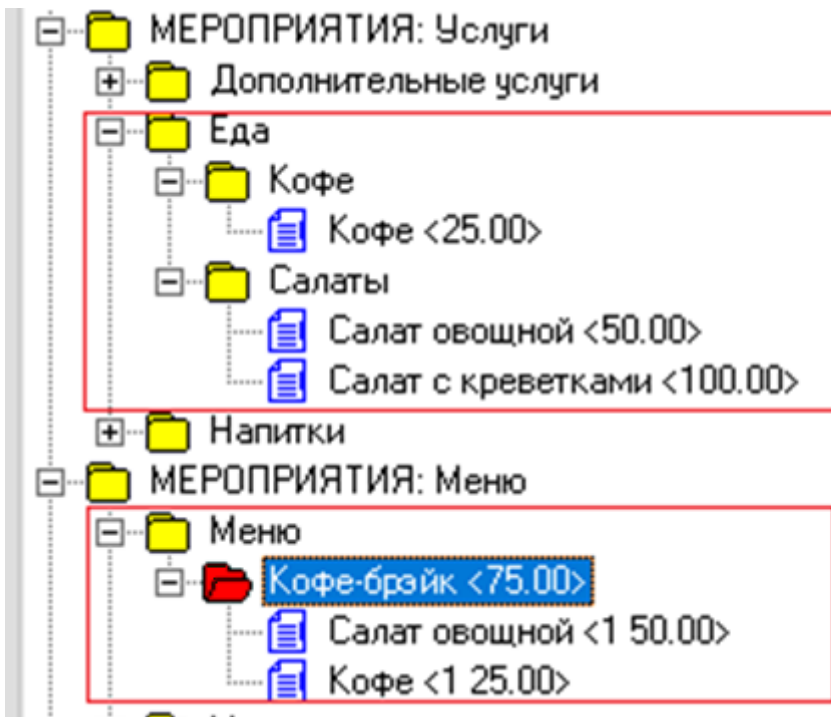 МЕРОПРИЯТИЯ: Услуги
Дополнительные услуги
Еда
Кофе
Кофе <25.00>
Салаты
Салат овощной <50.00>
Салат с креветками <100.00>
Напитки
МЕРОПРИЯТИЯ: Меню
Меню
Кофе-брэйк <75.00>
Салат овощной <1 50.00>
Кофе <1 25.00>